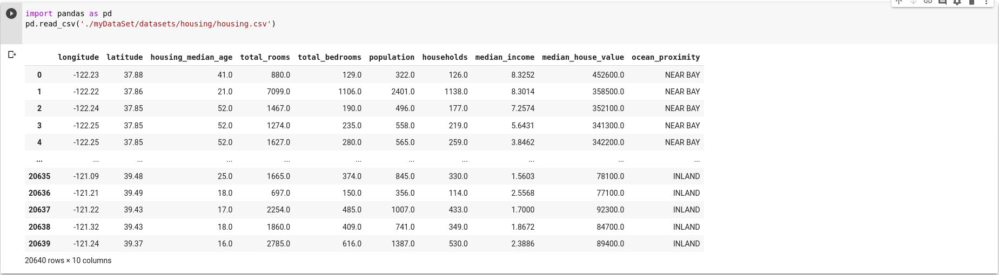 import pandas as pd
pd.read_csv('./myDataSet/datasets/housing/housing.csv')
longitude latitude housing_median_age total_rooms total_bedrooms population households median_income median_house_value ocean_proximity
0 -122.23 37.88 41.0 880.0 129.0 322.0 126.0 8.3252 452600.0 NEAR BAY
1 -122.22 37.86 21.0 7099.0 1106.0 2401.0 1138.0 8.3014 358500.0 NEAR BAY
2 -122.24 37.85 52.0 1467.0 190.0 496.0 177.0 7.2574 352100.0 NEAR BAY
3 -122.25 37.85 52.0 1274.0 235.0 558.0 219.0 5.6431 341300.0 NEAR BAY
4 -122.25 37.85 52.0 1627.0 280.0 565.0 259.0 3.8462 342200.0 NEAR BAY
... ... ... ... ... ... ... ... ... ... ...
20635 -121.09 39.48 25.0 1665.0 374.0 845.0 330.0 1.5603 78100.0 INLAND
20636 -121.21 39.49 18.0 697.0 150.0 356.0 114.0 2.5568 77100.0 INLAND
20637 -121.22 39.43 17.0 2254.0 485.0 1007.0 433.0 1.7000 92300.0 INLAND
20638 -121.32 39.43 18.0 1860.0 409.0 741.0 349.0 1.8672 84700.0 INLAND
20639 -121.24 39.37 16.0 2785.0 616.0 1387.0 530.0 2.3886 89400.0 INLAND
20640 rows × 10 columns